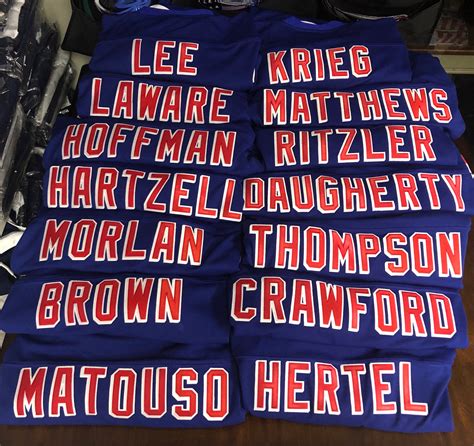 LEE
LAWARE
HOFFMAN
HARTZELL
MORLAN
BROWN
MATOUSO
KRIEG
MATTHEWS
RITZLER
DAUGHERTY
THOMPSON
CRAWFORD
HERTEL